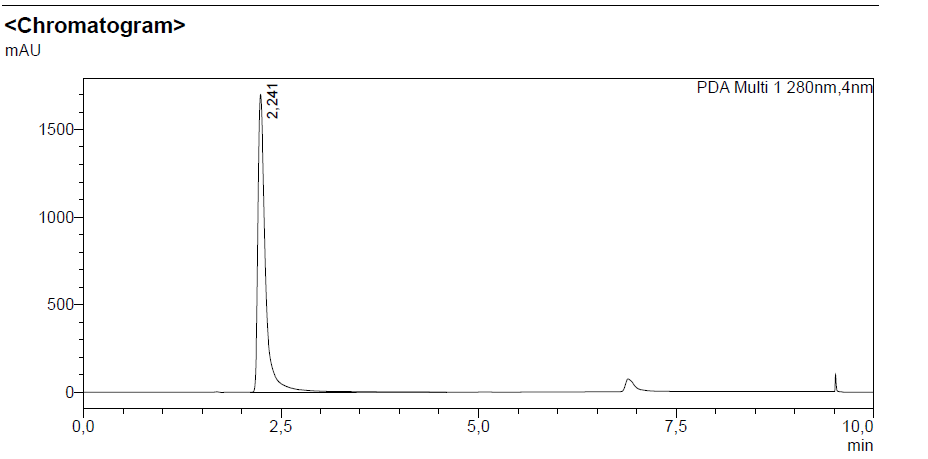 <Chromatogram>
mAU
PDA Multi 1 280nm,4nm
2,241
1500
1000
500
0
0,0 2,5 5,0 7,5 10,0
min